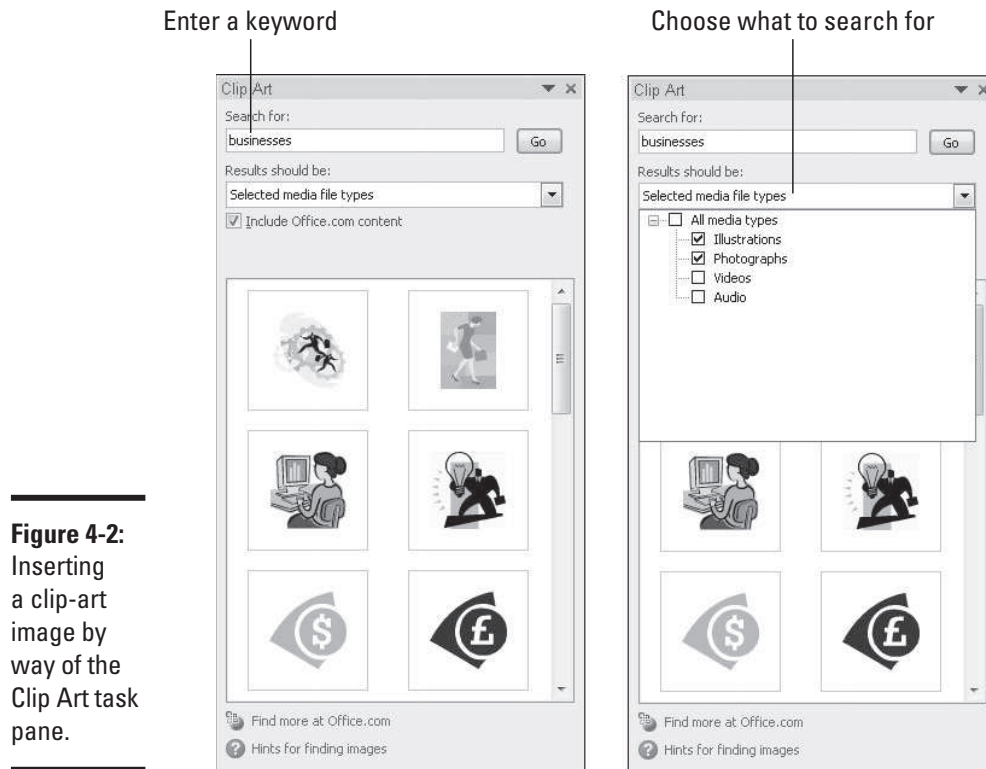 Enter a keyword
Choose what to search for
Clip Art
Search for:
businesses
Go
Results should be:
Selected media file types
Include Office.com content
$
£
Find more at Office.com
Hints for finding images
Clip Art
Search for:
businesses
Go
Results should be:
Selected media file types
All media types
Illustrations
Photographs
Videos
Audio
$
£
Find more at Office.com
Hints for finding images
Figure 4-2:
Inserting
a clip-art
image by
way of the
Clip Art task
pane.